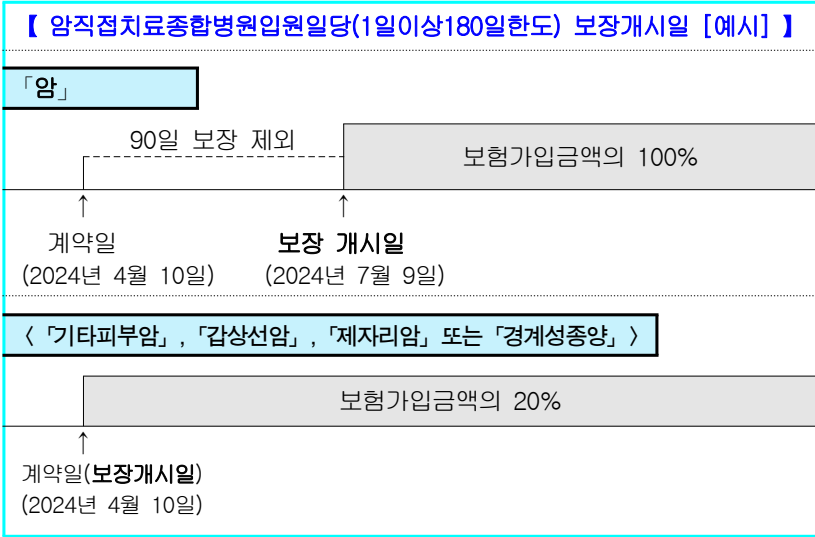 【 암직접치료종합병원입원일당(1일이상180일한도) 보장개시일 [예시] 】
「암」
90일 보장 제외
보험가입금액의 100%
↑ ↑
계약일 보장 개시일
(2024년 4월 10일) (2024년 7월 9일)
〈 「기타피부암」, 「갑상선암」, 「제자리암」 또는 「경계성종양」 〉
보험가입금액의 20%
↑
계약일(보장개시일)
(2024년 4월 10일)